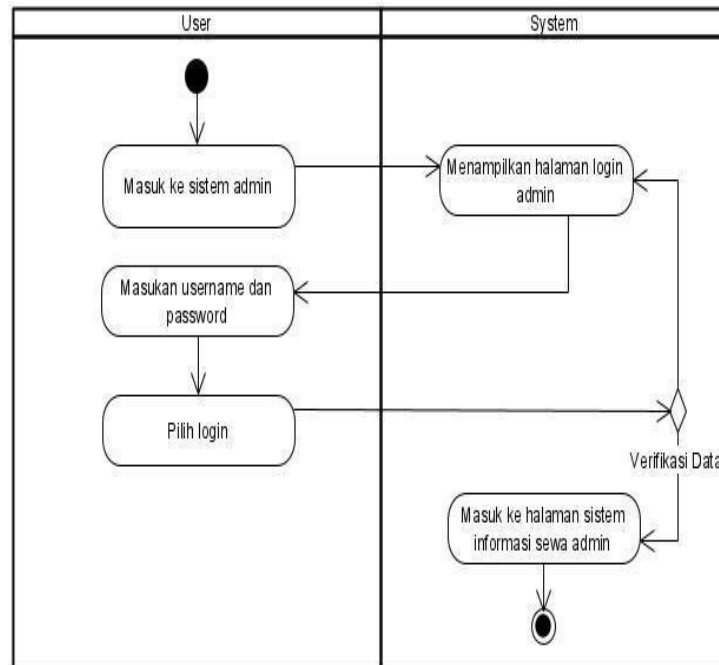 User
System
Masuk ke sistem admin
Menampilkan halaman login
admin
Masukan username dan
password
Pilih login
Verifikasi Data
Masuk ke halaman sistem
informasi sewa admin